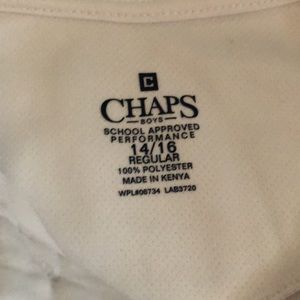 C
CHAPS
BOYS
SCHOOL APPROVED
PERFORMANCE
14/16
REGULAR
100% POLYESTER
MADE IN KENYA
WPL#08734 LAB3720